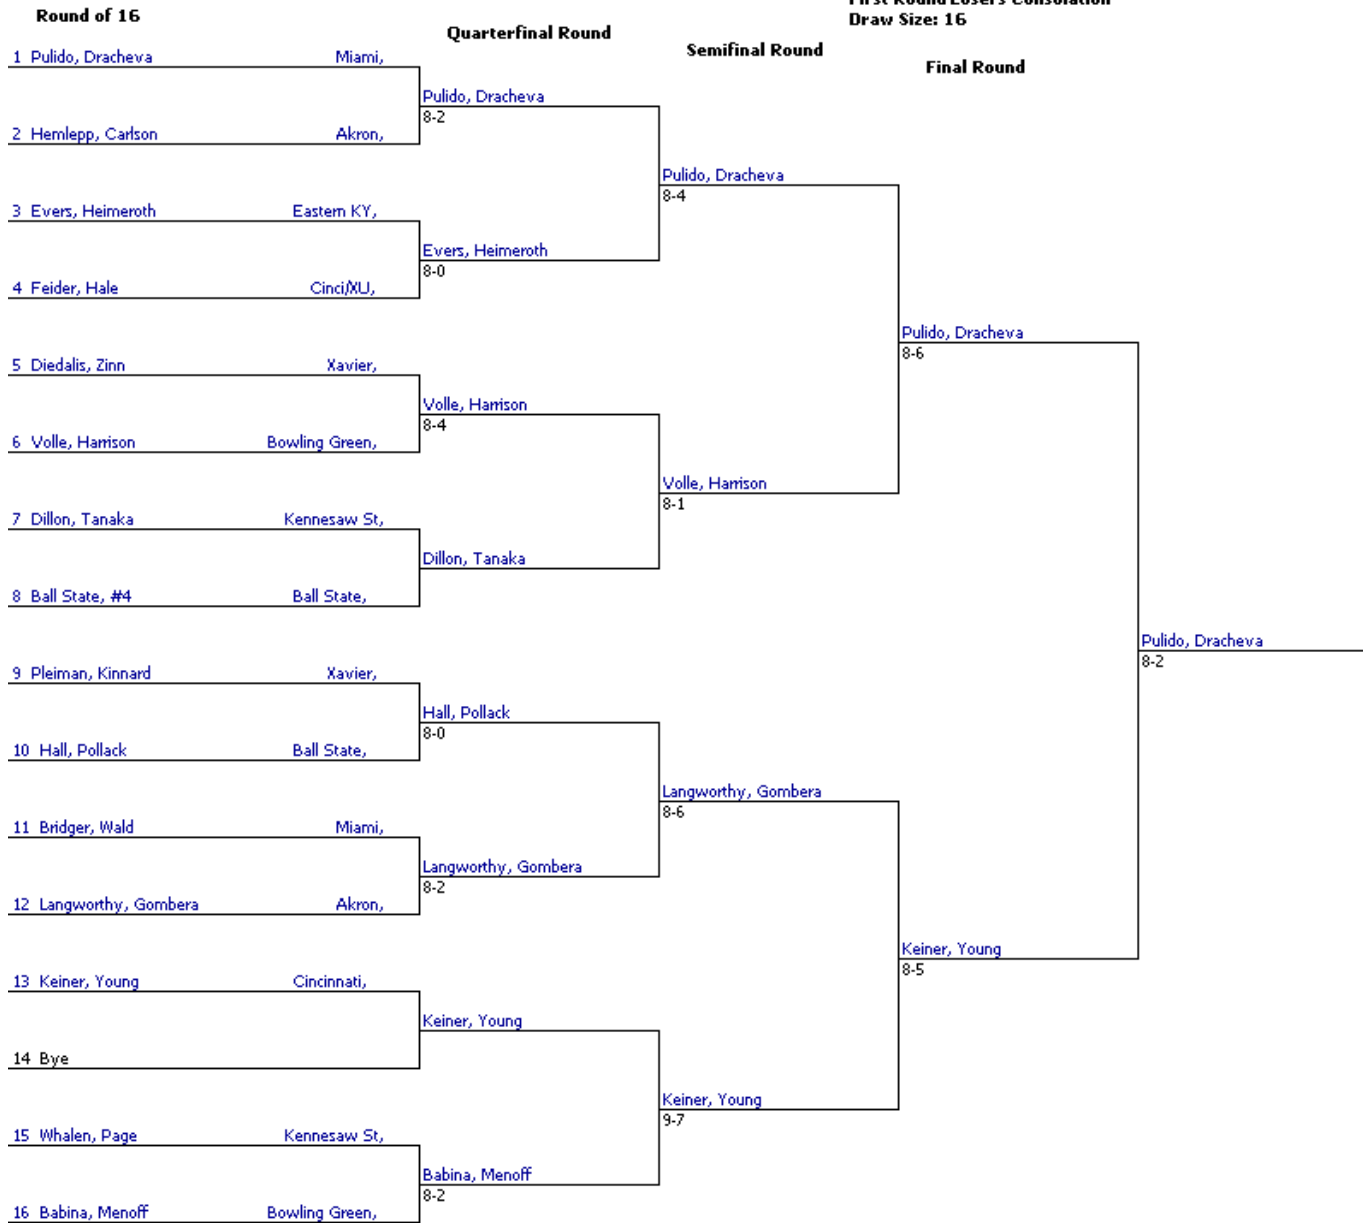 First Round Losers Consolation
Draw Size: 16
Round of 16
Quarterfinal Round
Semifinal Round
Final Round
1 Pulido, Dracheva Miami,
Pulido, Dracheva
8-2
2 Hemlepp, Carlson Akron,
Pulido, Dracheva
8-4
3 Evers, Heimeroth Eastern KY,
Evers, Heimeroth
8-0
4 Feider, Hale Cinci/XU,
Pulido, Dracheva
8-6
5 Diedalis, Zinn Xavier,
Volle, Harrison
8-4
6 Volle, Harrison Bowling Green,
Volle, Harrison
8-1
7 Dillon, Tanaka Kennesaw St,
Dillon, Tanaka
8 Ball State, #4 Ball State,
Pulido, Dracheva
8-2
9 Pleiman, Kinnard Xavier,
Hall, Pollack
8-0
10 Hall, Pollack Ball State,
Langworthy, Gombera
8-6
11 Bridger, Wald Miami,
Langworthy, Gombera
8-2
12 Langworthy, Gombera Akron,
Keiner, Young
8-5
13 Keiner, Young Cincinnati,
Keiner, Young
14 Bye
Keiner, Young
9-7
15 Whalen, Page Kennesaw St,
Babina, Menoff
8-2
16 Babina, Menoff Bowling Green,